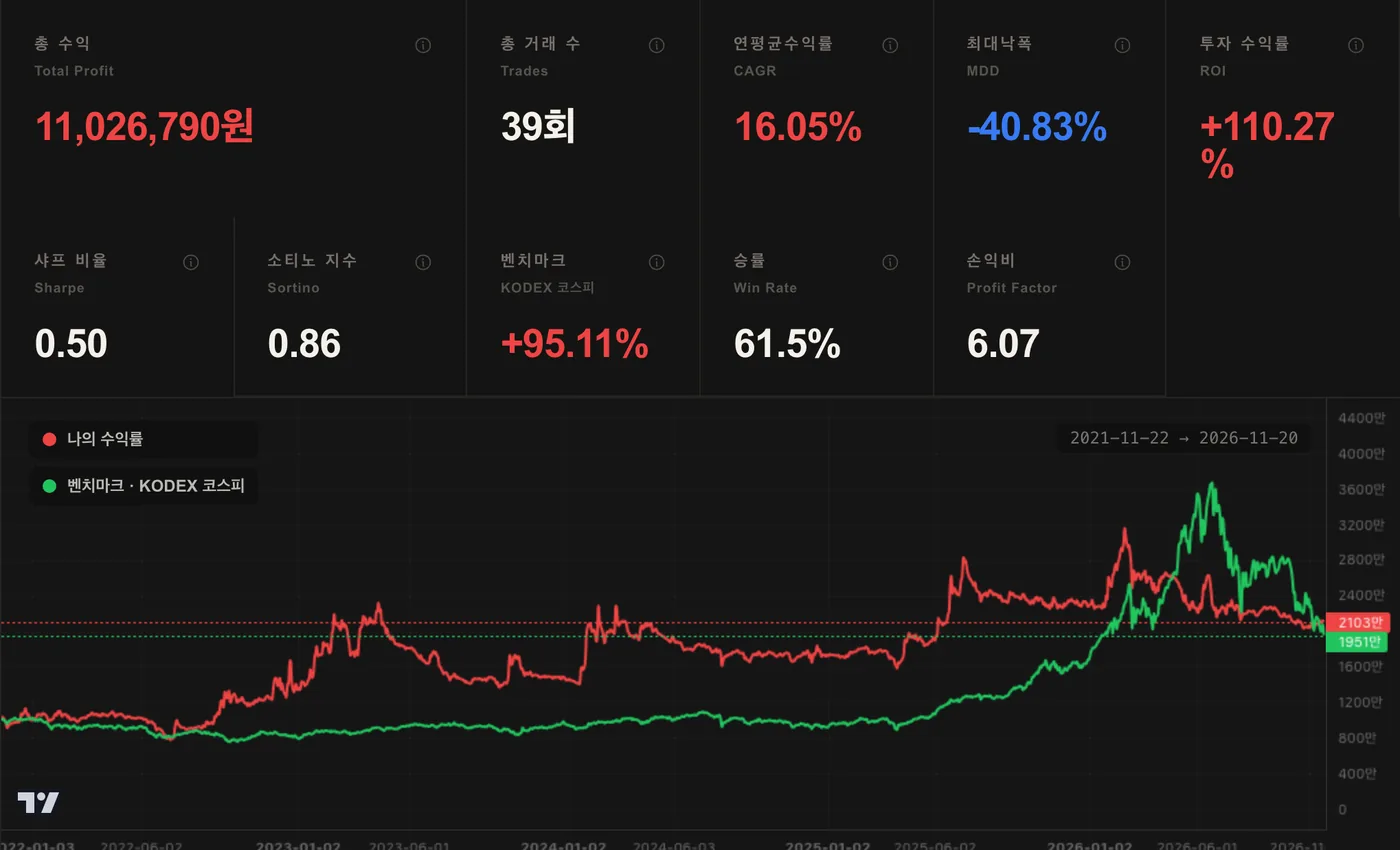 총 수익
Total Profit
11,026,790원
총 거래 수
Trades
39회
연평균수익률
CAGR
16.05%
최대낙폭
MDD
-40.83%
투자 수익률
ROI
+110.27
%
샤프 비율
Sharpe
0.50
소티노 지수
Sortino
0.86
벤치마크
KODEX 코스피
+95.11%
승률
Win Rate
61.5%
손익비
Profit Factor
6.07
나의 수익률
벤치마크 · KODEX 코스피
2021-11-22 → 2026-11-20
4400만
4000만
3600만
3200만
2800만
2400만
2103만
1951만
1600만
1200만
800만
400만
0
022-01-03 2022-06-02 2023-01-02 2023-06-01 2024-01-02 2024-06-03 2025-01-02 2025-06-02 2026-01-02 2026-06-01 2026-11